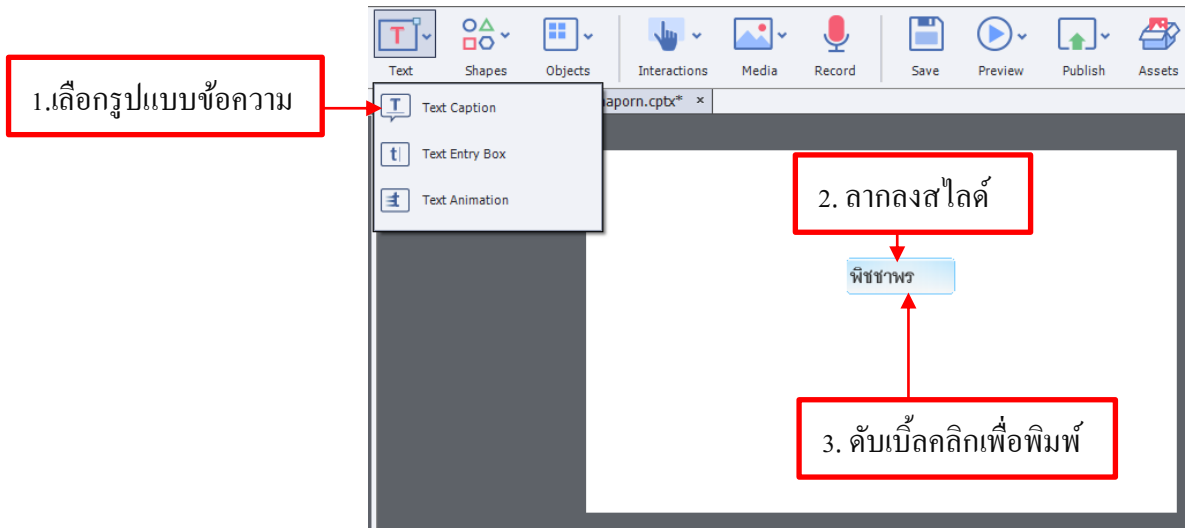 Text
Shapes
Objects
Interactions
Media
Record
Save
Preview
Publish
Assets
1.เลือกรูปแบบข้อความ
Text Caption
aporn.cptx* ×
Text Entry Box
Text Animation
2. ลากลงสไลด์
พิชชาพร
3. ดับเบิ้ลคลิกเพื่อพิมพ์